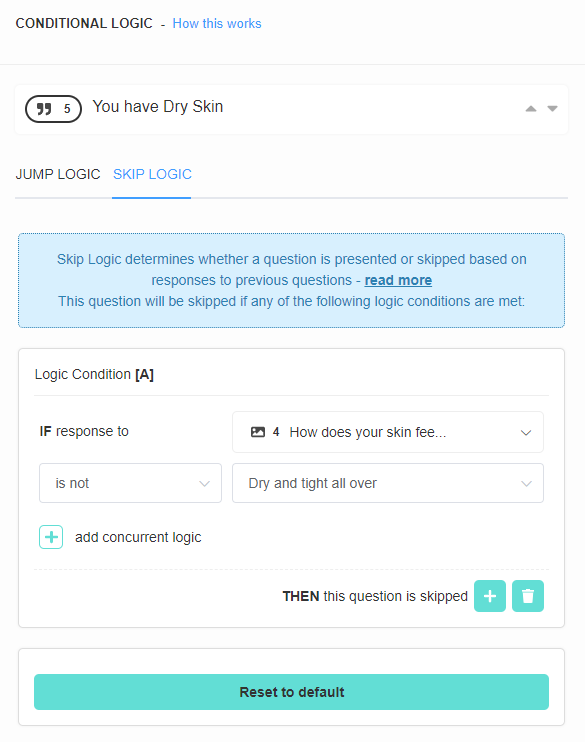 CONDITIONAL LOGIC - How this works
5 You have Dry Skin
JUMP LOGIC SKIP LOGIC
Skip Logic determines whether a question is presented or skipped based on
responses to previous questions - read more
This question will be skipped if any of the following logic conditions are met:
Logic Condition [A]
IF response to 4 How does your skin fee...
is not Dry and tight all over
add concurrent logic
THEN this question is skipped
Reset to default